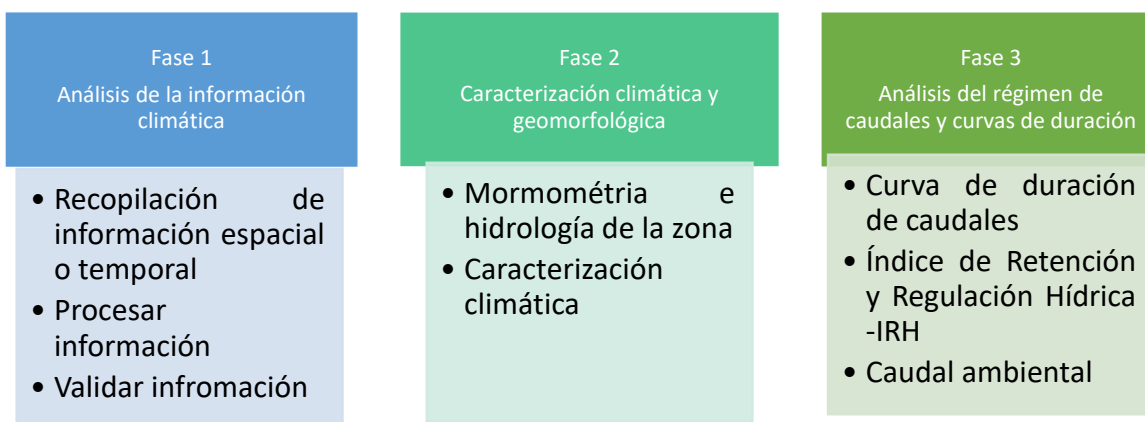 Fase 1
Análisis de la información
climática
• Recopilación de
información espacial
o temporal
• Procesar
información
• Validar infromación
Fase 2
Caracterización climática y
geomorfológica
• Mormométria e
hidrología de la zona
• Caracterización
climática
Fase 3
Análisis del régimen de
caudales y curvas de duración
• Curva de duración
de caudales
• Índice de Retención
y Regulación Hídrica
-IRH
• Caudal ambiental